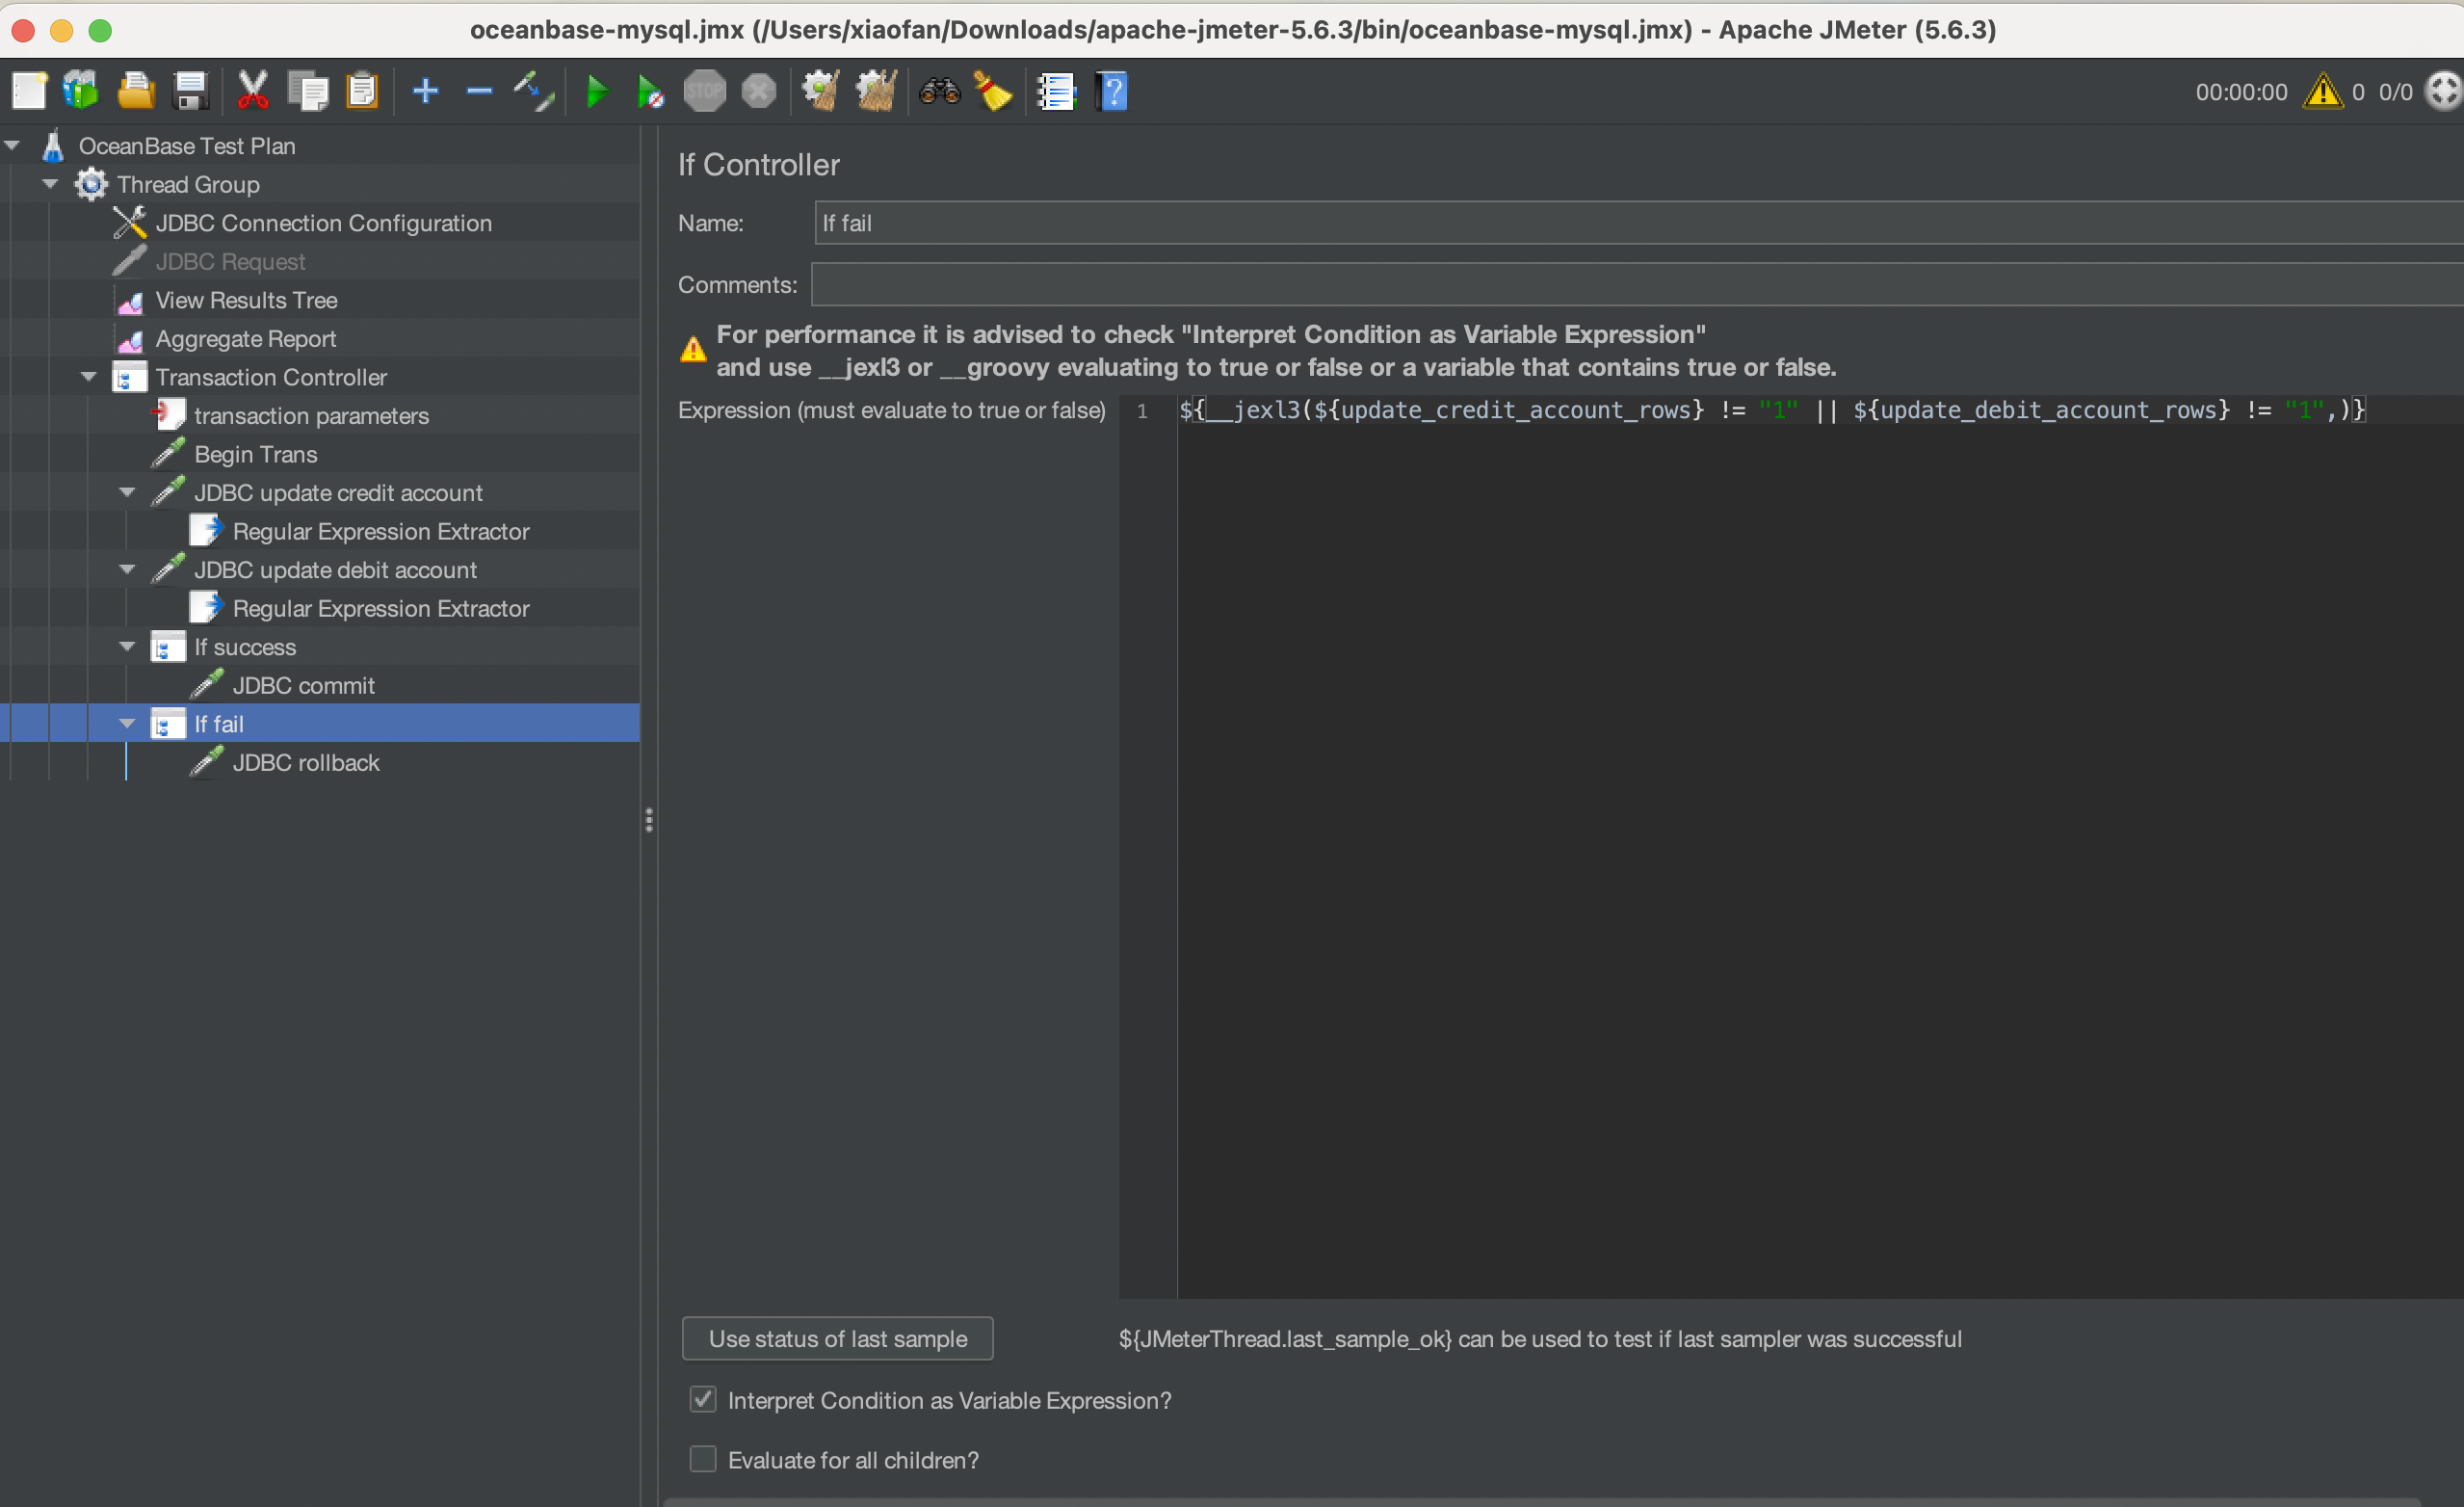 oceanbase-mysql.jmx (/Users/xiaofan/Downloads/apache-jmeter-5.6.3/bin/oceanbase-mysql.jmx) - Apache JMeter (5.6.3)
STOP
00:00:00 0 0/0
OceanBase Test Plan
Thread Group
JDBC Connection Configuration
JDBC Request
View Results Tree
Aggregate Report
Transaction Controller
transaction parameters
Begin Trans
JDBC update credit account
Regular Expression Extractor
JDBC update debit account
Regular Expression Extractor
If success
JDBC commit
If fail
JDBC rollback
If Controller
Name: If fail
Comments:
For performance it is advised to check "Interpret Condition as Variable Expression"
and use __jexl3 or __groovy evaluating to true or false or a variable that contains true or false.
Expression (must evaluate to true or false) 1 ${__jexl3(${update_credit_account_rows} != "1" || ${update_debit_account_rows} != "1",)}
Use status of last sample ${JMeterThread.last_sample_ok} can be used to test if last sampler was successful
Interpret Condition as Variable Expression?
Evaluate for all children?